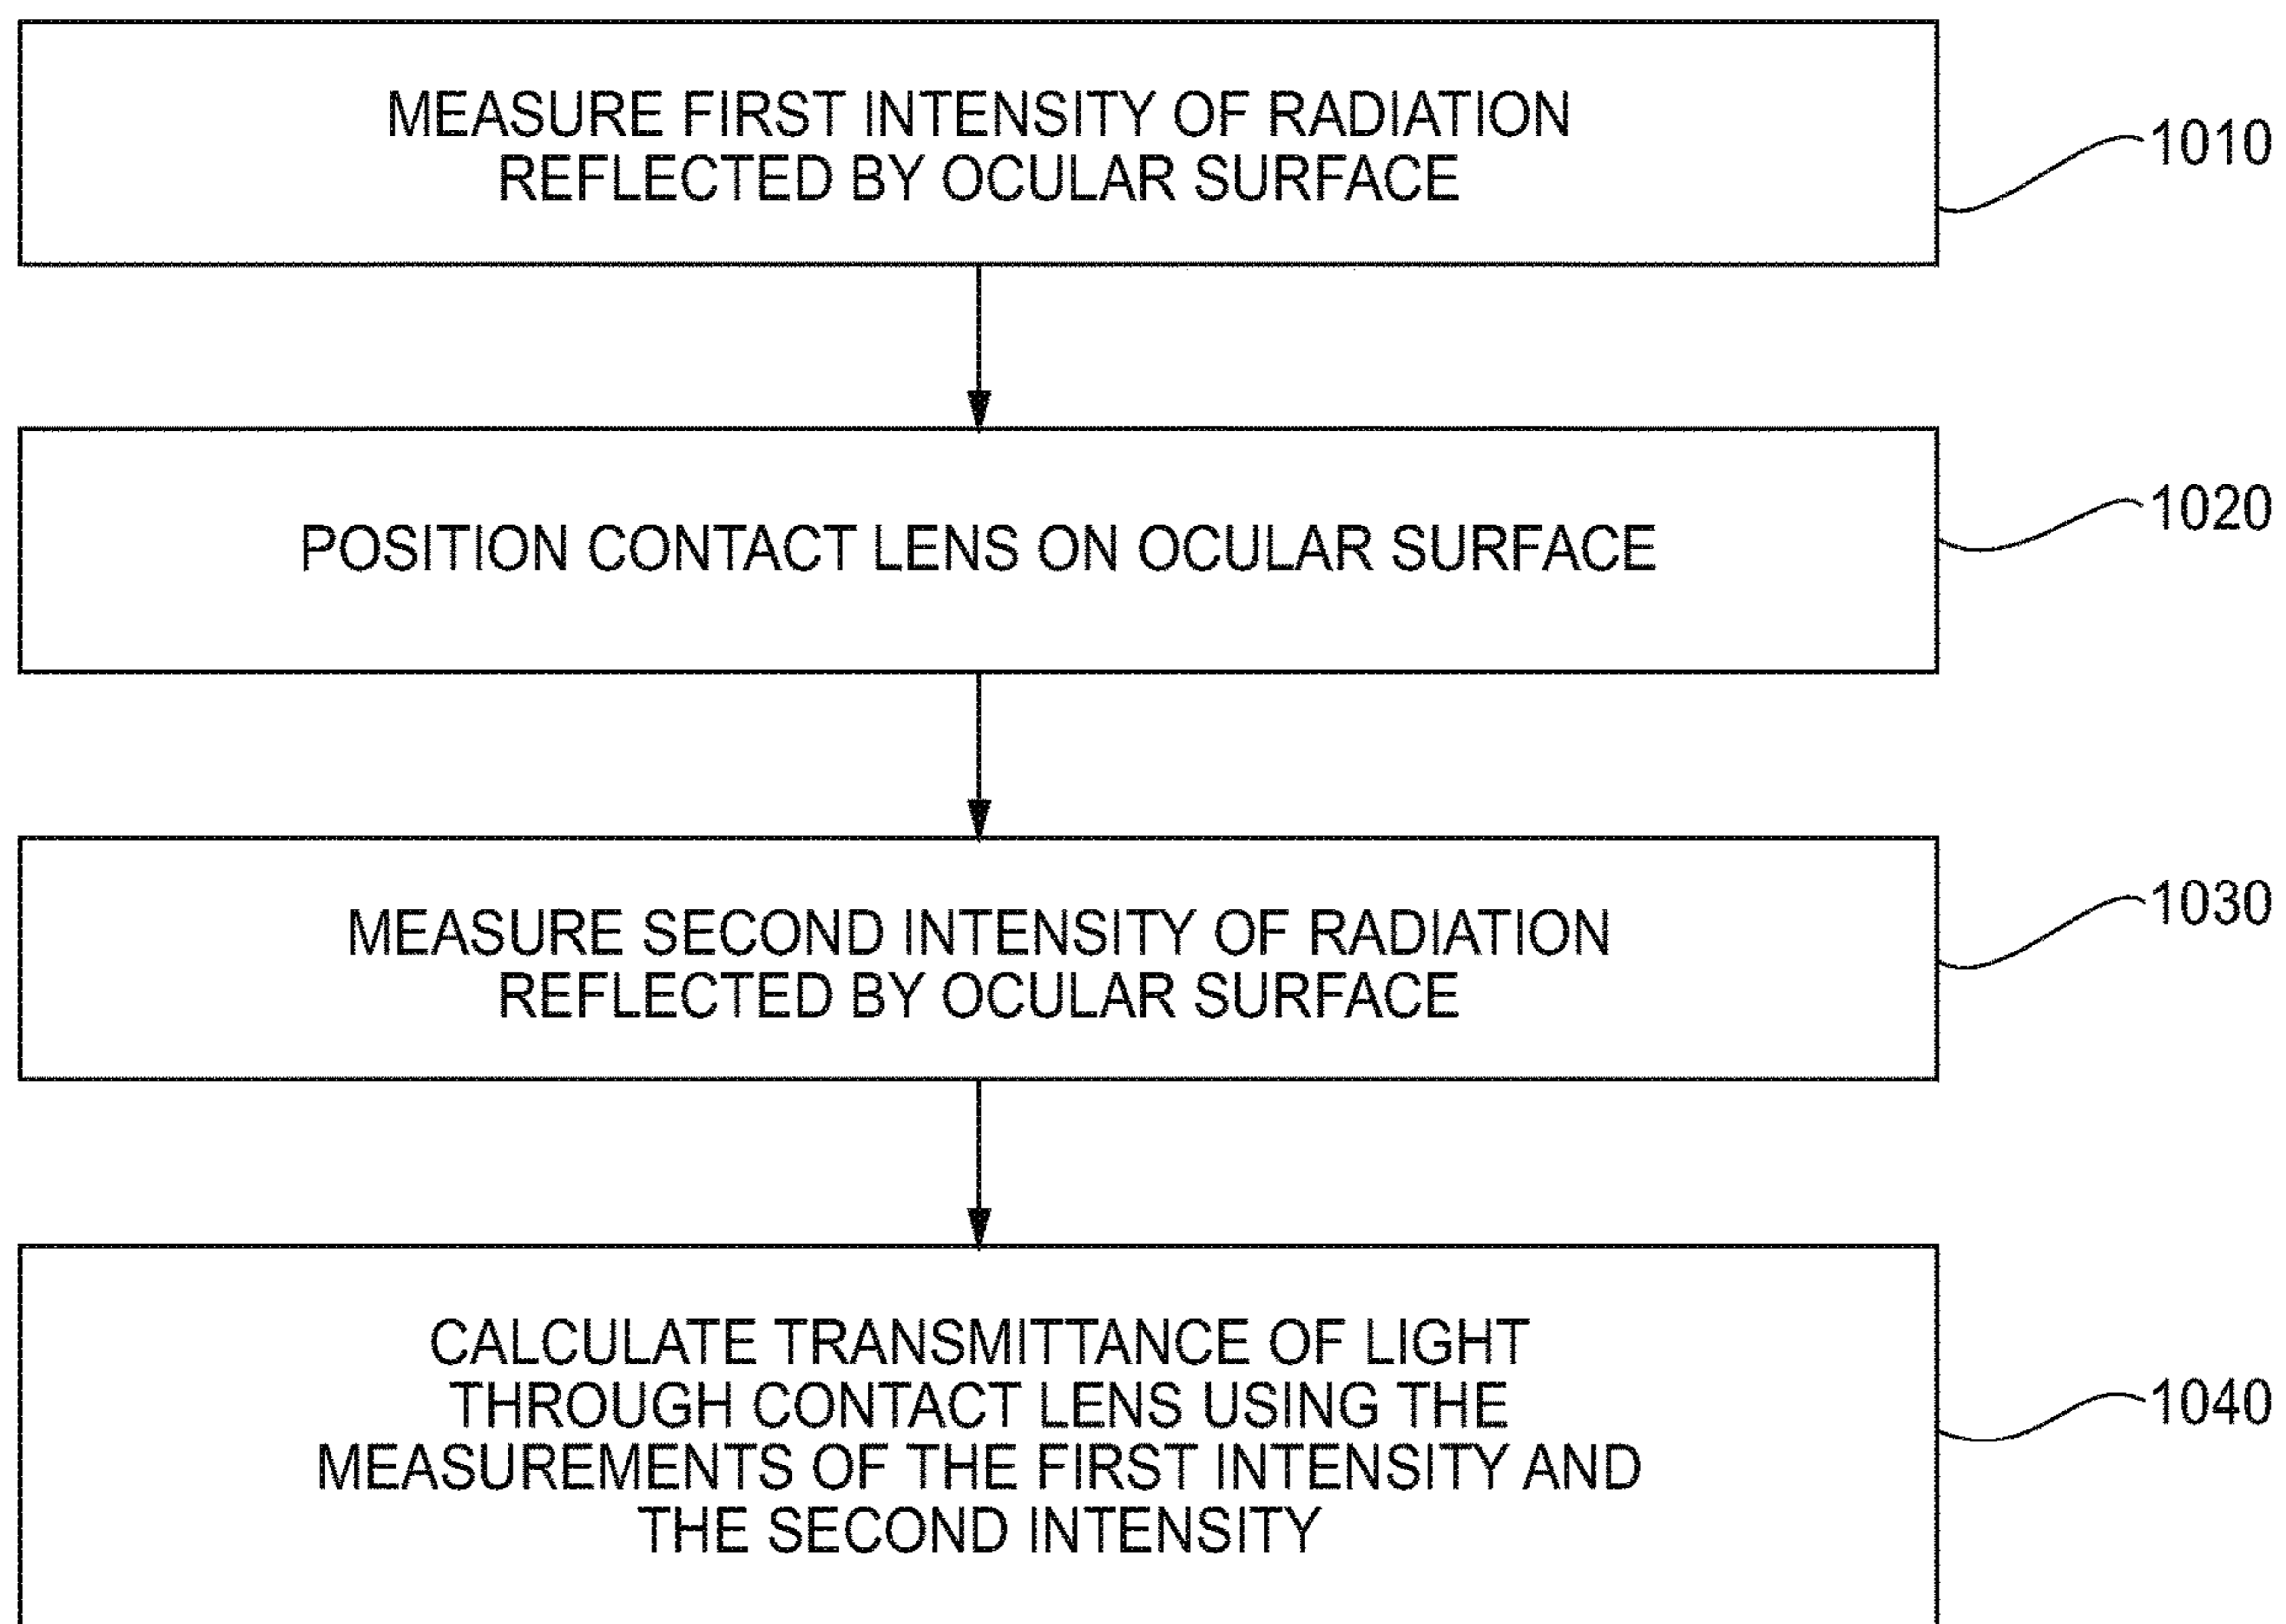 MEASURE FIRST INTENSITY OF RADIATION
REFLECTED BY OCULAR SURFACE
1010
POSITION CONTACT LENS ON OCULAR SURFACE
1020
MEASURE SECOND INTENSITY OF RADIATION
REFLECTED BY OCULAR SURFACE
1030
CALCULATE TRANSMITTANCE OF LIGHT
THROUGH CONTACT LENS USING THE
MEASUREMENTS OF THE FIRST INTENSITY AND
THE SECOND INTENSITY
1040